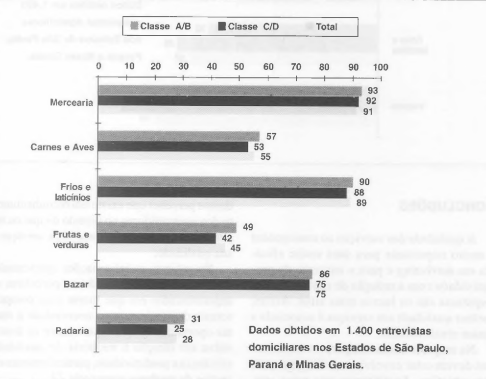 Classe A/B Classe C/D Total
0 10 20 30 40 50 60 70 80 90 100
Mercearia
93
92
91
Carnes e Aves
57
53
55
Frios e
laticínios
90
88
89
Frutas e
verduras
49
42
45
Bazar
86
75
75
Padaria
31
25
28
Dados obtidos em 1.400 entrevistas
domiciliares nos Estados de São Paulo,
Paraná e Minas Gerais.